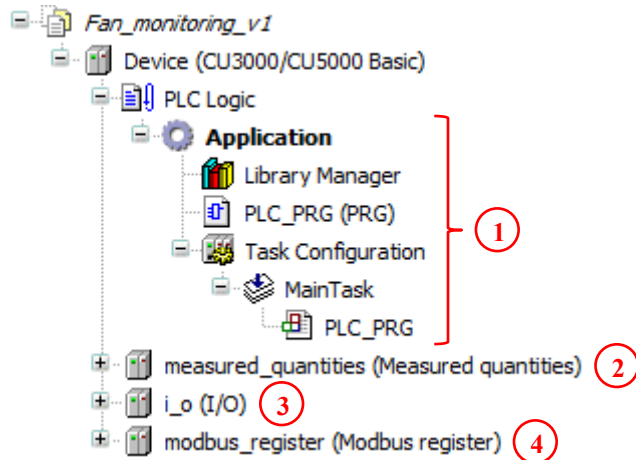 Fan_monitoring_v1
Device (CU3000/CU5000 Basic)
PLC Logic
Application
Library Manager
PLC_PRG (PRG)
1
Task Configuration
MainTask
PLC_PRG
measured_quantities (Measured quantities) 2
i_o (I/O) 3
modbus_register (Modbus register) 4